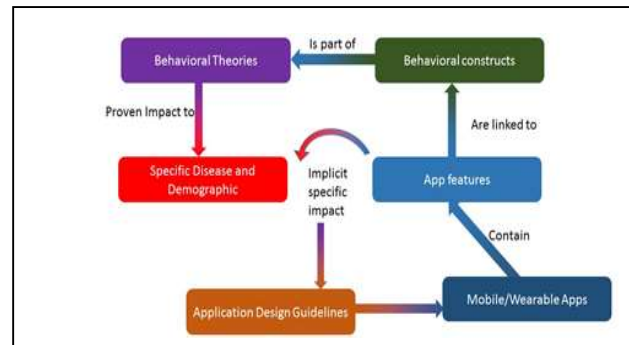 Is part of
Behavioral Theories
Behavioral constructs
Proven Impact to
Are linked to
Specific Disease and
Demographic
Implicit
specific
impact
App features
Contain
Application Design Guidelines
Mobile/Wearable Apps